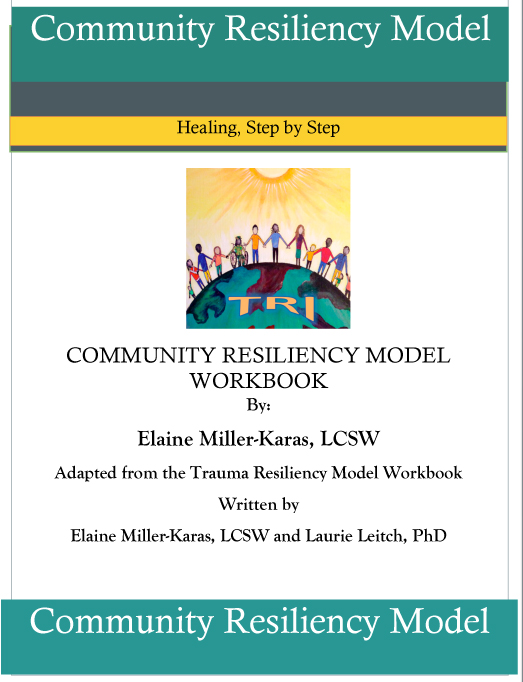 Community Resiliency Model
Healing, Step by Step
TRI
COMMUNITY RESILIENCY MODEL
WORKBOOK
By:
Elaine Miller-Karas, LCSW
Adapted from the Trauma Resiliency Model Workbook
Written by
Elaine Miller-Karas, LCSW and Laurie Leitch, PhD
Community Resiliency Model